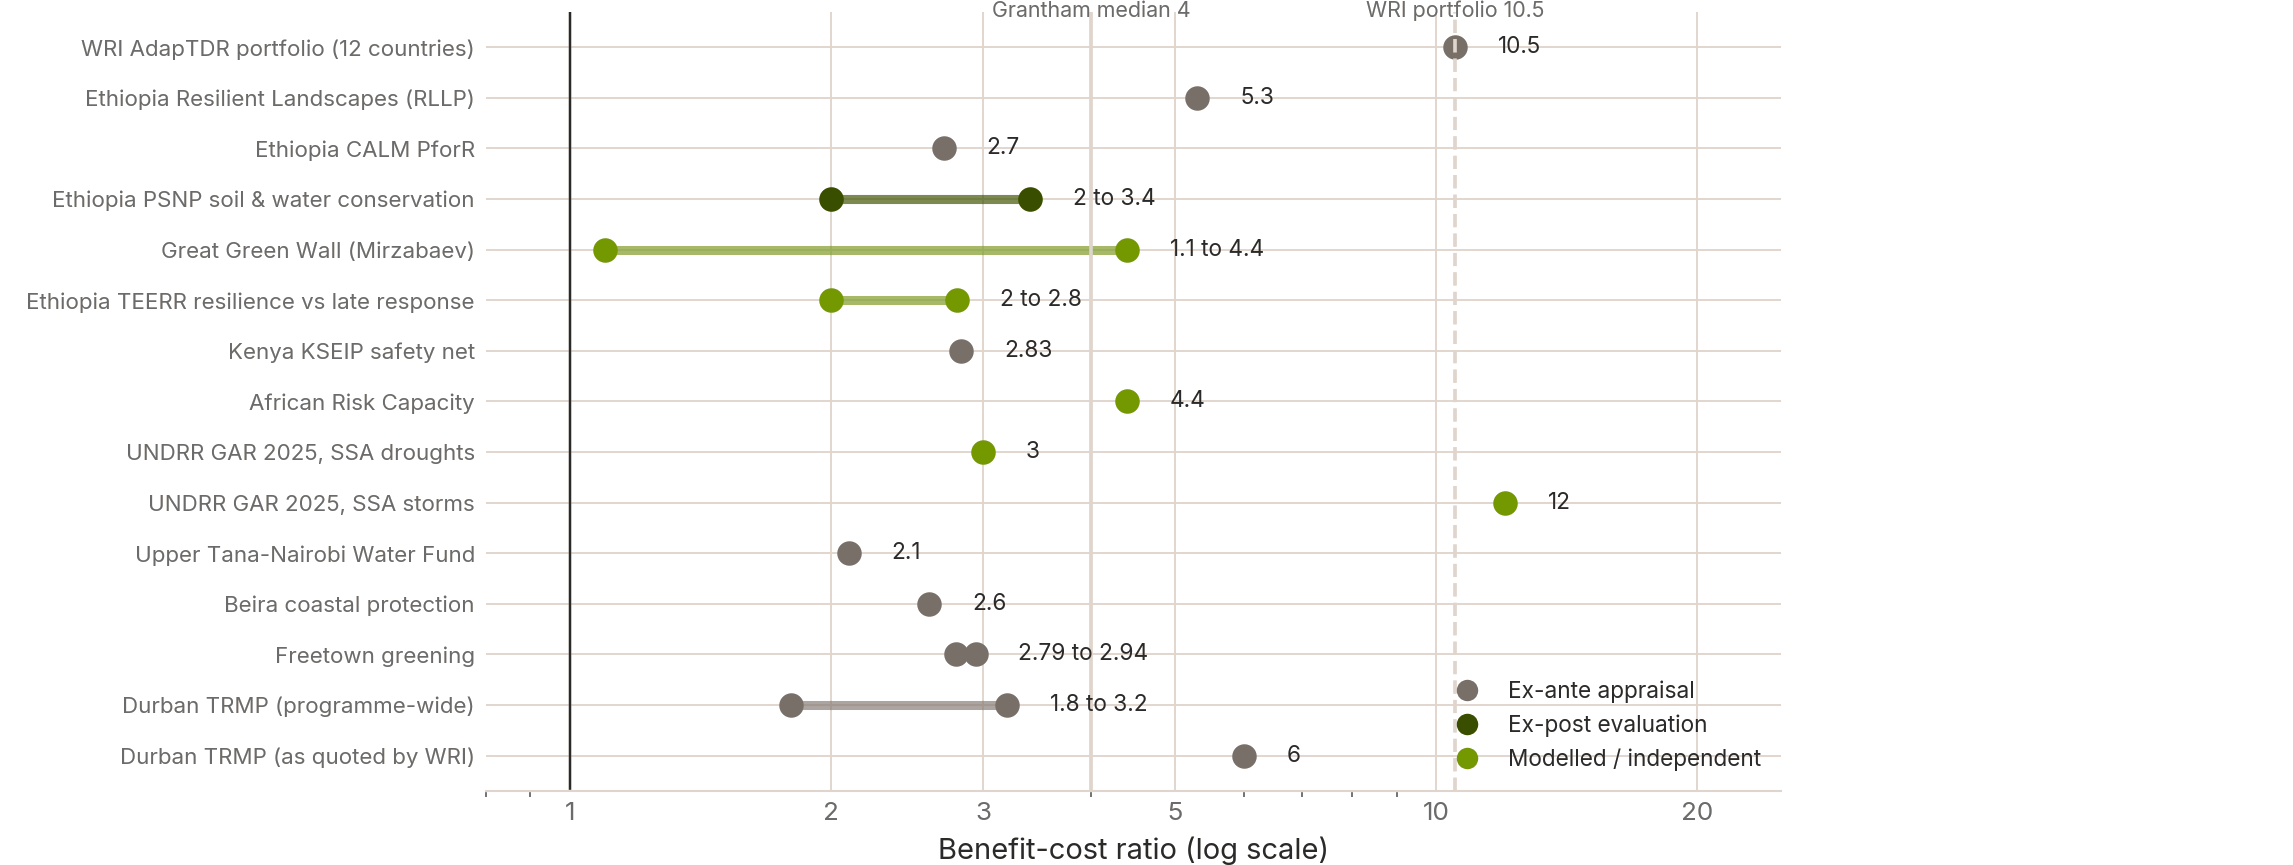 Grantham median 4
WRI portfolio 10.5
WRI AdapTDR portfolio (12 countries) 10.5
Ethiopia Resilient Landscapes (RLLP) 5.3
Ethiopia CALM PforR 2.7
Ethiopia PSNP soil & water conservation 2 to 3.4
Great Green Wall (Mirzabaev) 1.1 to 4.4
Ethiopia TEERR resilience vs late response 2 to 2.8
Kenya KSEIP safety net 2.83
African Risk Capacity 4.4
UNDRR GAR 2025, SSA droughts 3
UNDRR GAR 2025, SSA storms 12
Upper Tana-Nairobi Water Fund 2.1
Beira coastal protection 2.6
Freetown greening 2.79 to 2.94
Durban TRMP (programme-wide) 1.8 to 3.2
Durban TRMP (as quoted by WRI) 6
Ex-ante appraisal
Ex-post evaluation
Modelled / independent
1 2 3 5 10 20
Benefit-cost ratio (log scale)